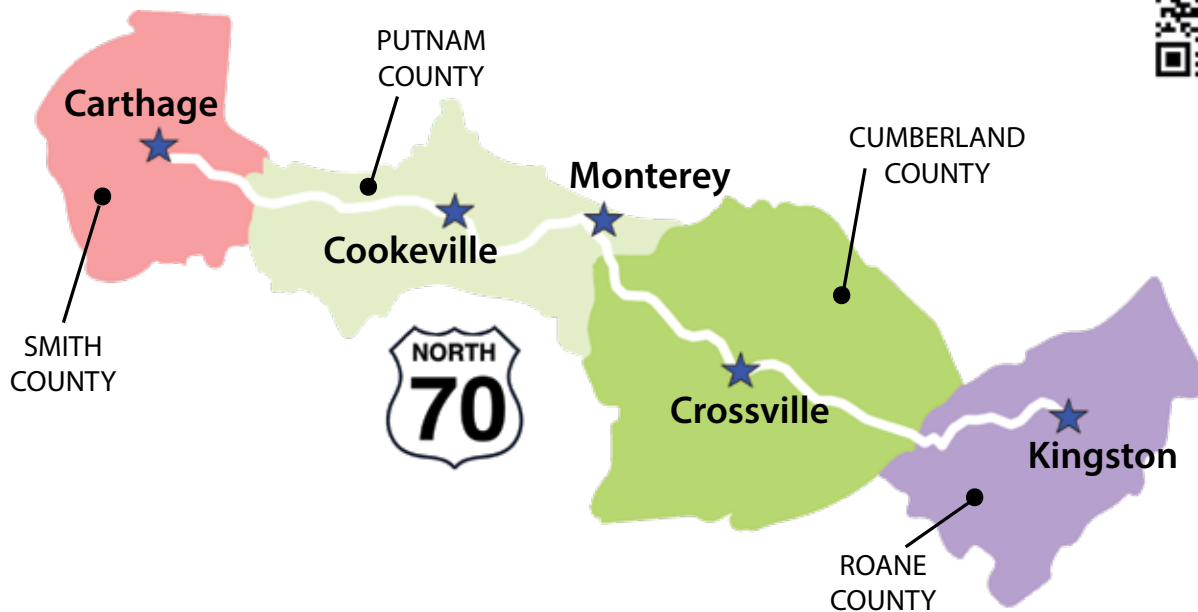 PUTNAM
COUNTY
Carthage
CUMBERLAND
COUNTY
Monterey
Cookeville
SMITH
COUNTY
NORTH
70
Crossville
Kingston
ROANE
COUNTY